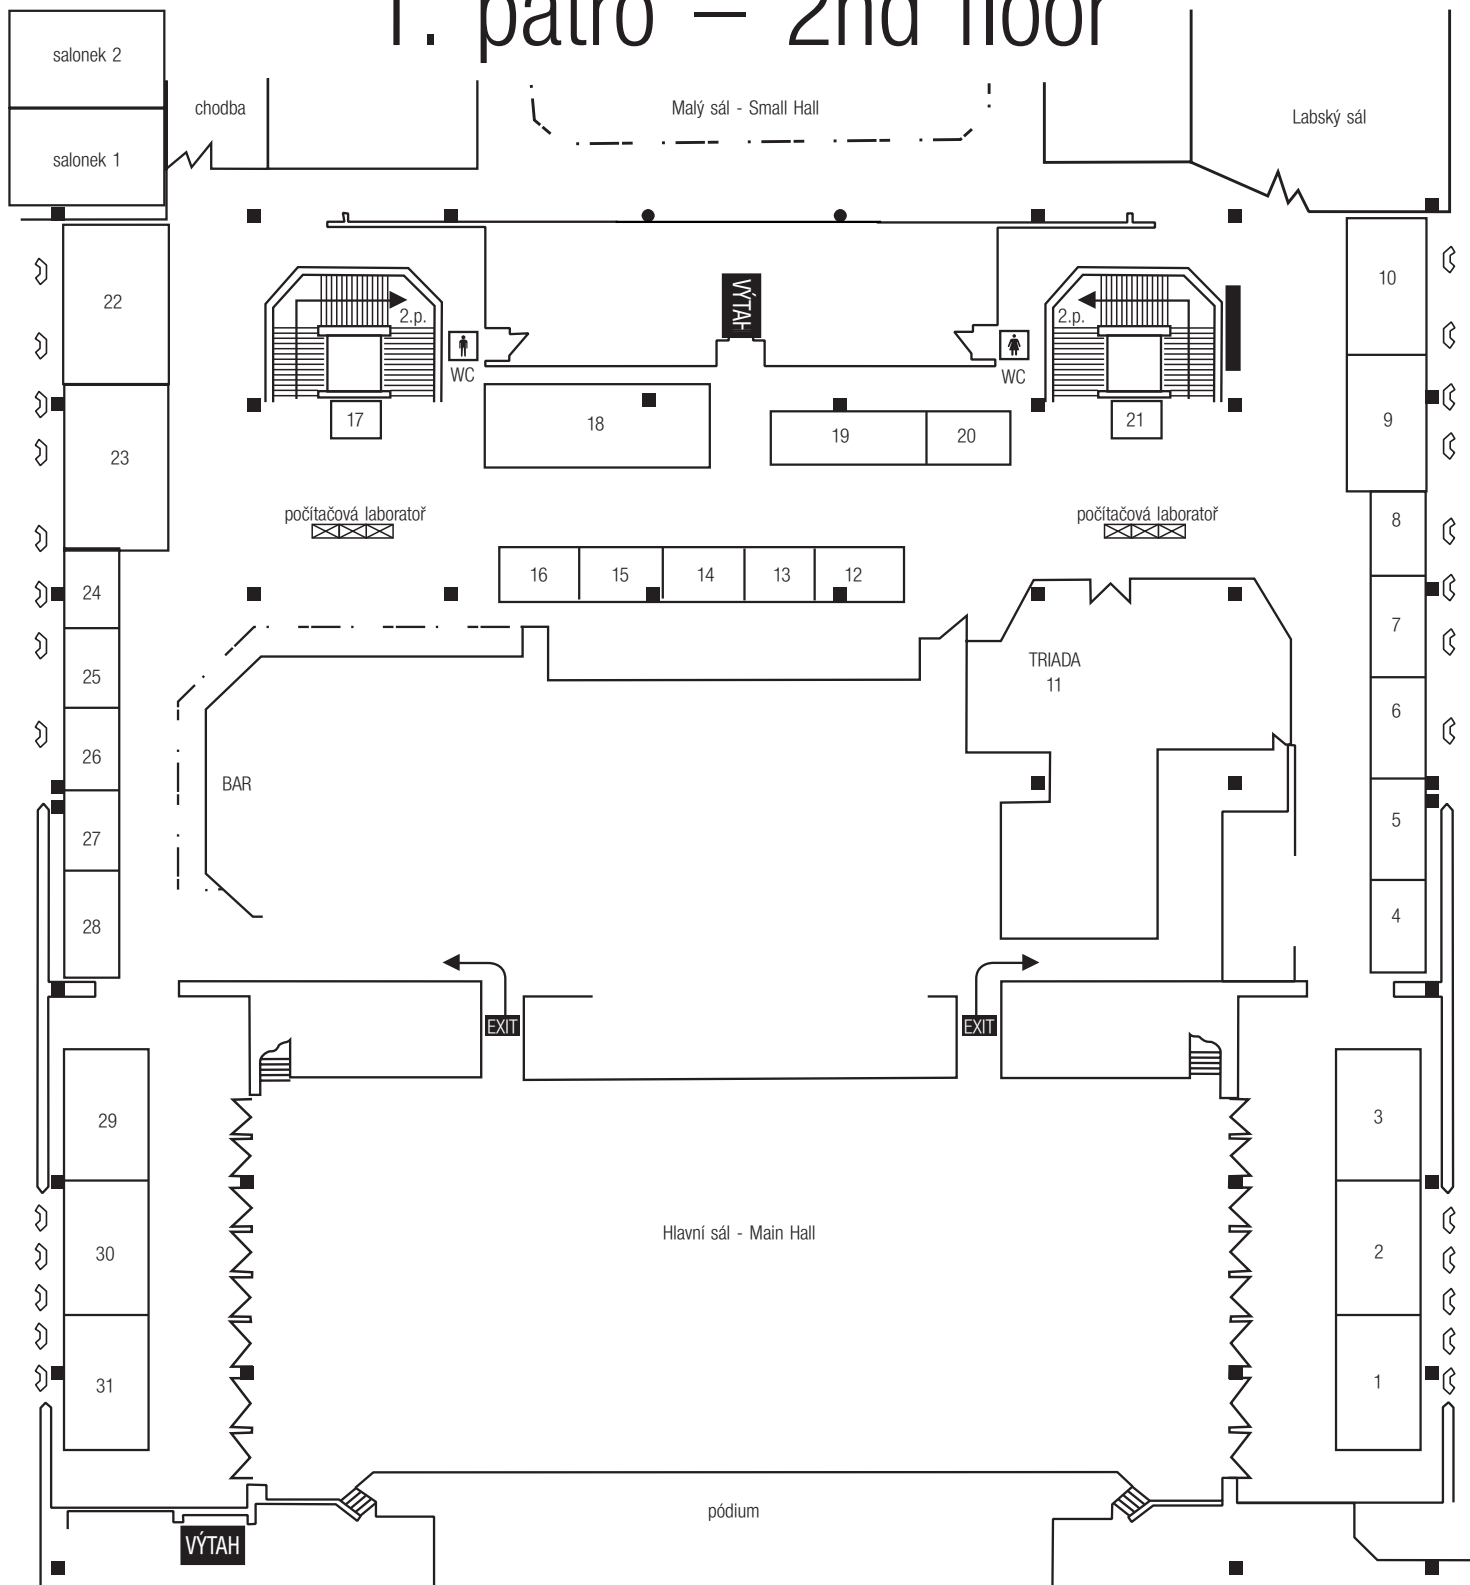 1. patro – 2nd floor
salonek 2
chodba
Malý sál - Small Hall
Labský sál
salonek 1
22
10
VÝTAH
2.p.
2.p.
WC
WC
17
18
19
20
21
9
23
počítačová laboratoř
počítačová laboratoř
8
16
15
14
13
12
24
7
TRIADA
11
25
6
26
BAR
5
27
4
28
EXIT
EXIT
29
3
Hlavní sál - Main Hall
30
2
31
1
pódium
VÝTAH